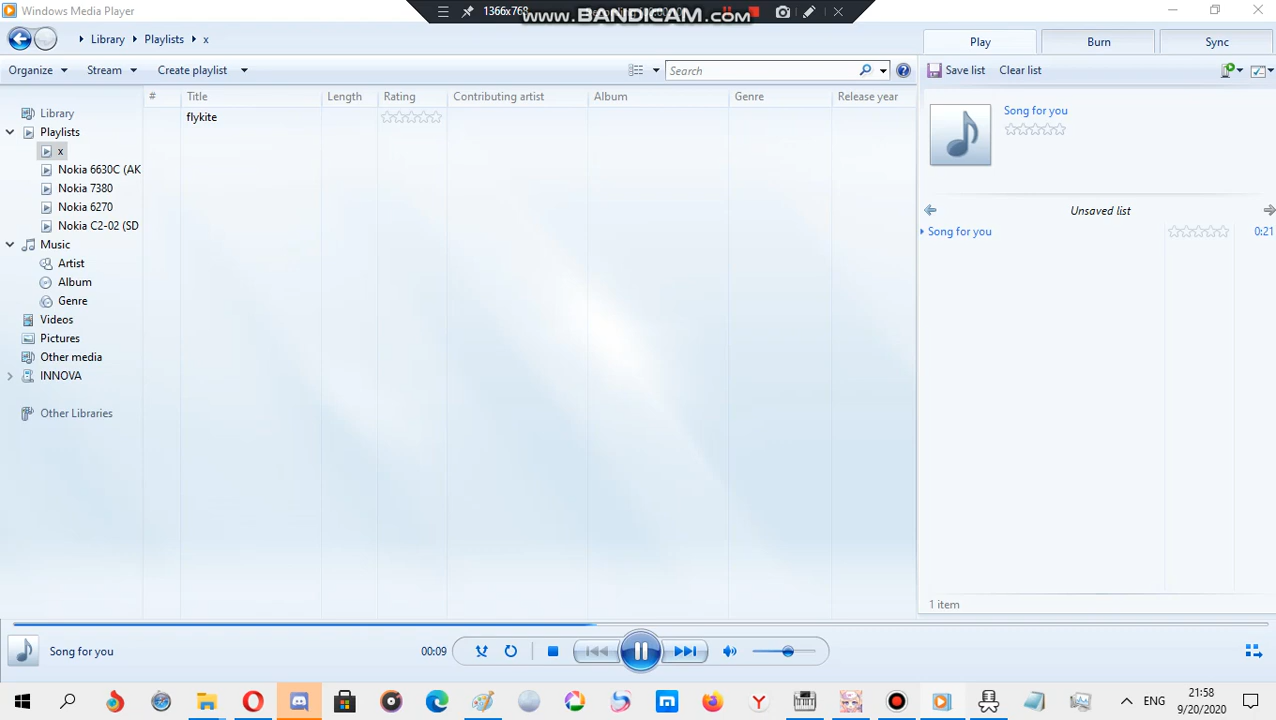 Windows Media Player
1366x768
www.BANDICAM.com
Library
Playlists
x
Play
Burn
Sync
Organize
Stream
Create playlist
Search
Save list
Clear list
#
Title
Length
Rating
Contributing artist
Album
Genre
Release year
flykite
Library
Playlists
x
Nokia 6630C (AK
Nokia 7380
Nokia 6270
Nokia C2-02 (SD
Music
Artist
Album
Genre
Videos
Pictures
Other media
INNOVA
Other Libraries
Song for you
Unsaved list
Song for you
0:21
1 item
Song for you
00:09
ENG
21:58
9/20/2020